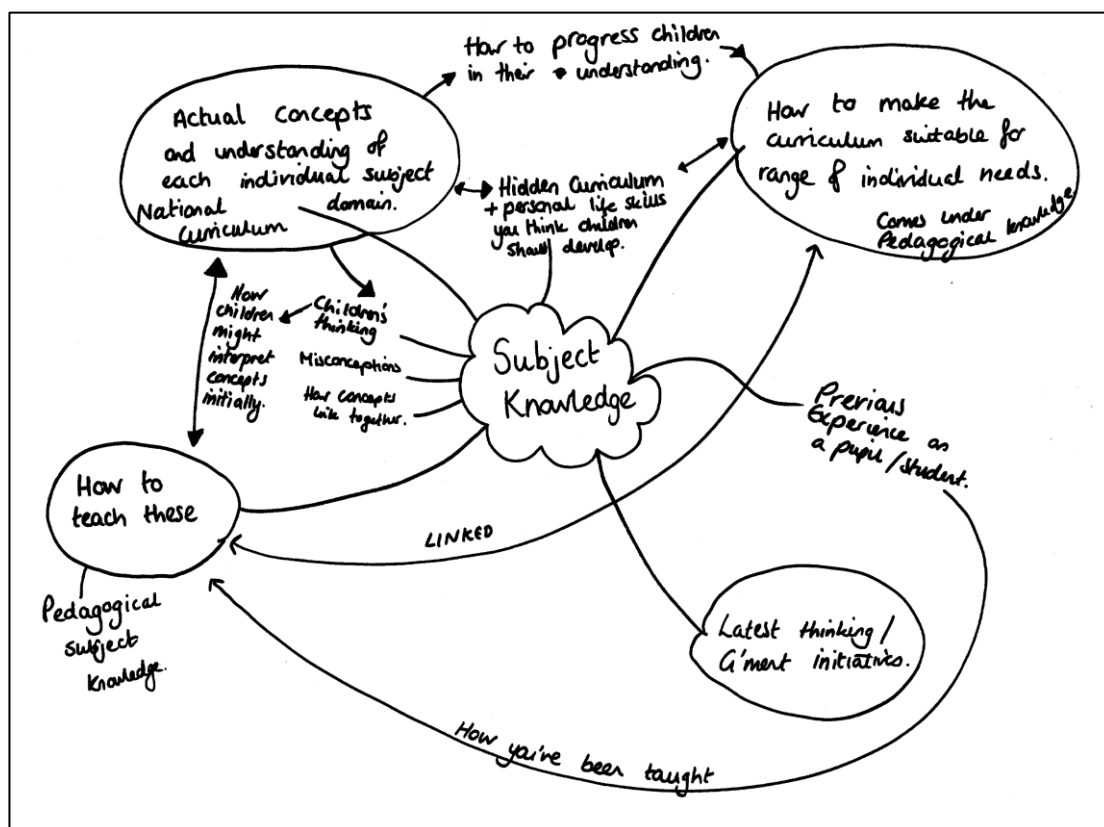 How to progress children
in their understanding.
Actual Concepts
and understanding of
each individual subject
domain.
National
Curriculum
How to make the
curriculum suitable for
range of individual needs.
Comes under
Pedagogical knowledge
Hidden Curriculum
+ personal life skills
you think children
should develop.
How
children
might
interpret
concepts
initially.
Children's
thinking
Misconceptions
How concepts
link together.
Subject
Knowledge
Previous
Experience as
a pupil/student.
How to
teach these
LINKED
Pedagogical
subject
knowledge.
Latest thinking/
G'ment initiatives.
How you've been taught